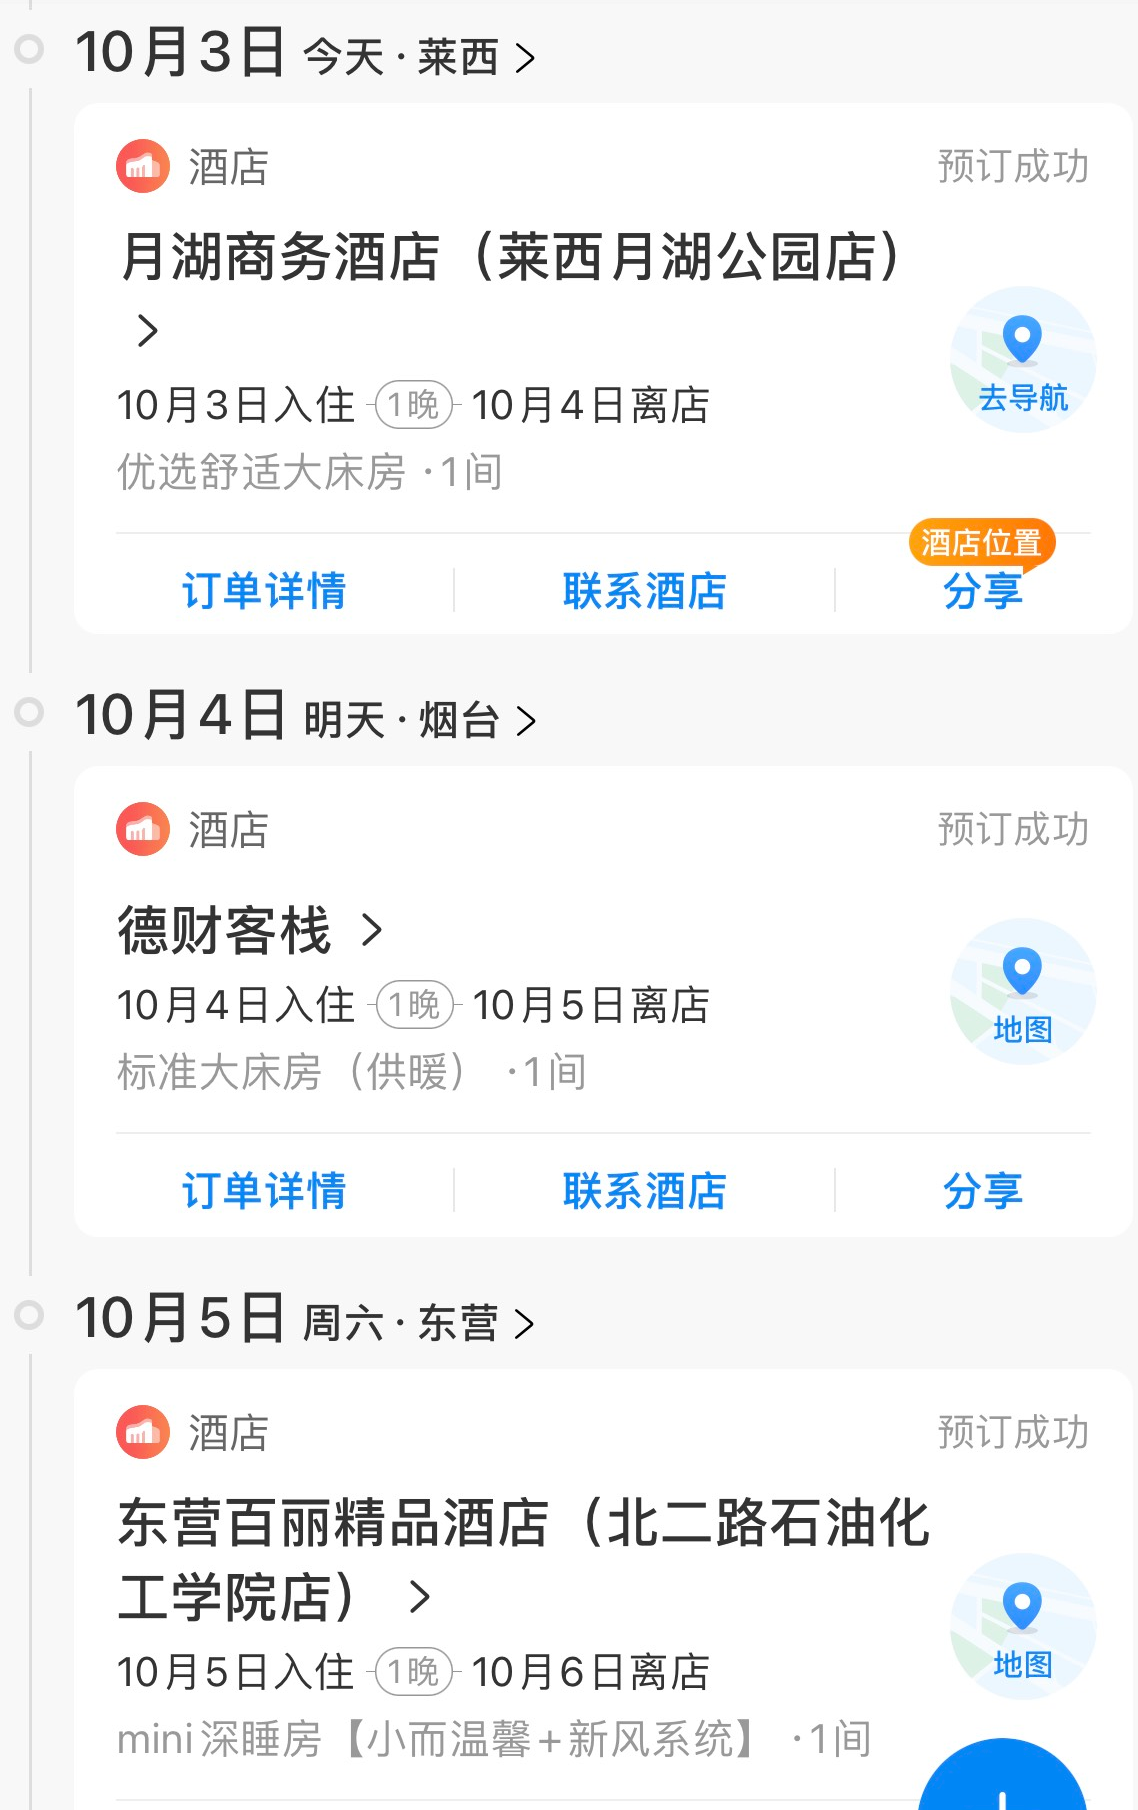 10月3日 今天 · 莱西 >
酒店
预订成功
月湖商务酒店（莱西月湖公园店）
>
去导航
10月3日入住 1晚 10月4日离店
优选舒适大床房 ·1间
酒店位置
订单详情 联系酒店 分享
10月4日 明天 · 烟台 >
酒店
预订成功
德财客栈 >
10月4日入住 1晚 10月5日离店
地图
标准大床房（供暖） ·1间
订单详情 联系酒店 分享
10月5日 周六 · 东营 >
酒店
预订成功
东营百丽精品酒店（北二路石油化
工学院店） >
地图
10月5日入住 1晚 10月6日离店
mini深睡房【小而温馨+新风系统】 ·1间